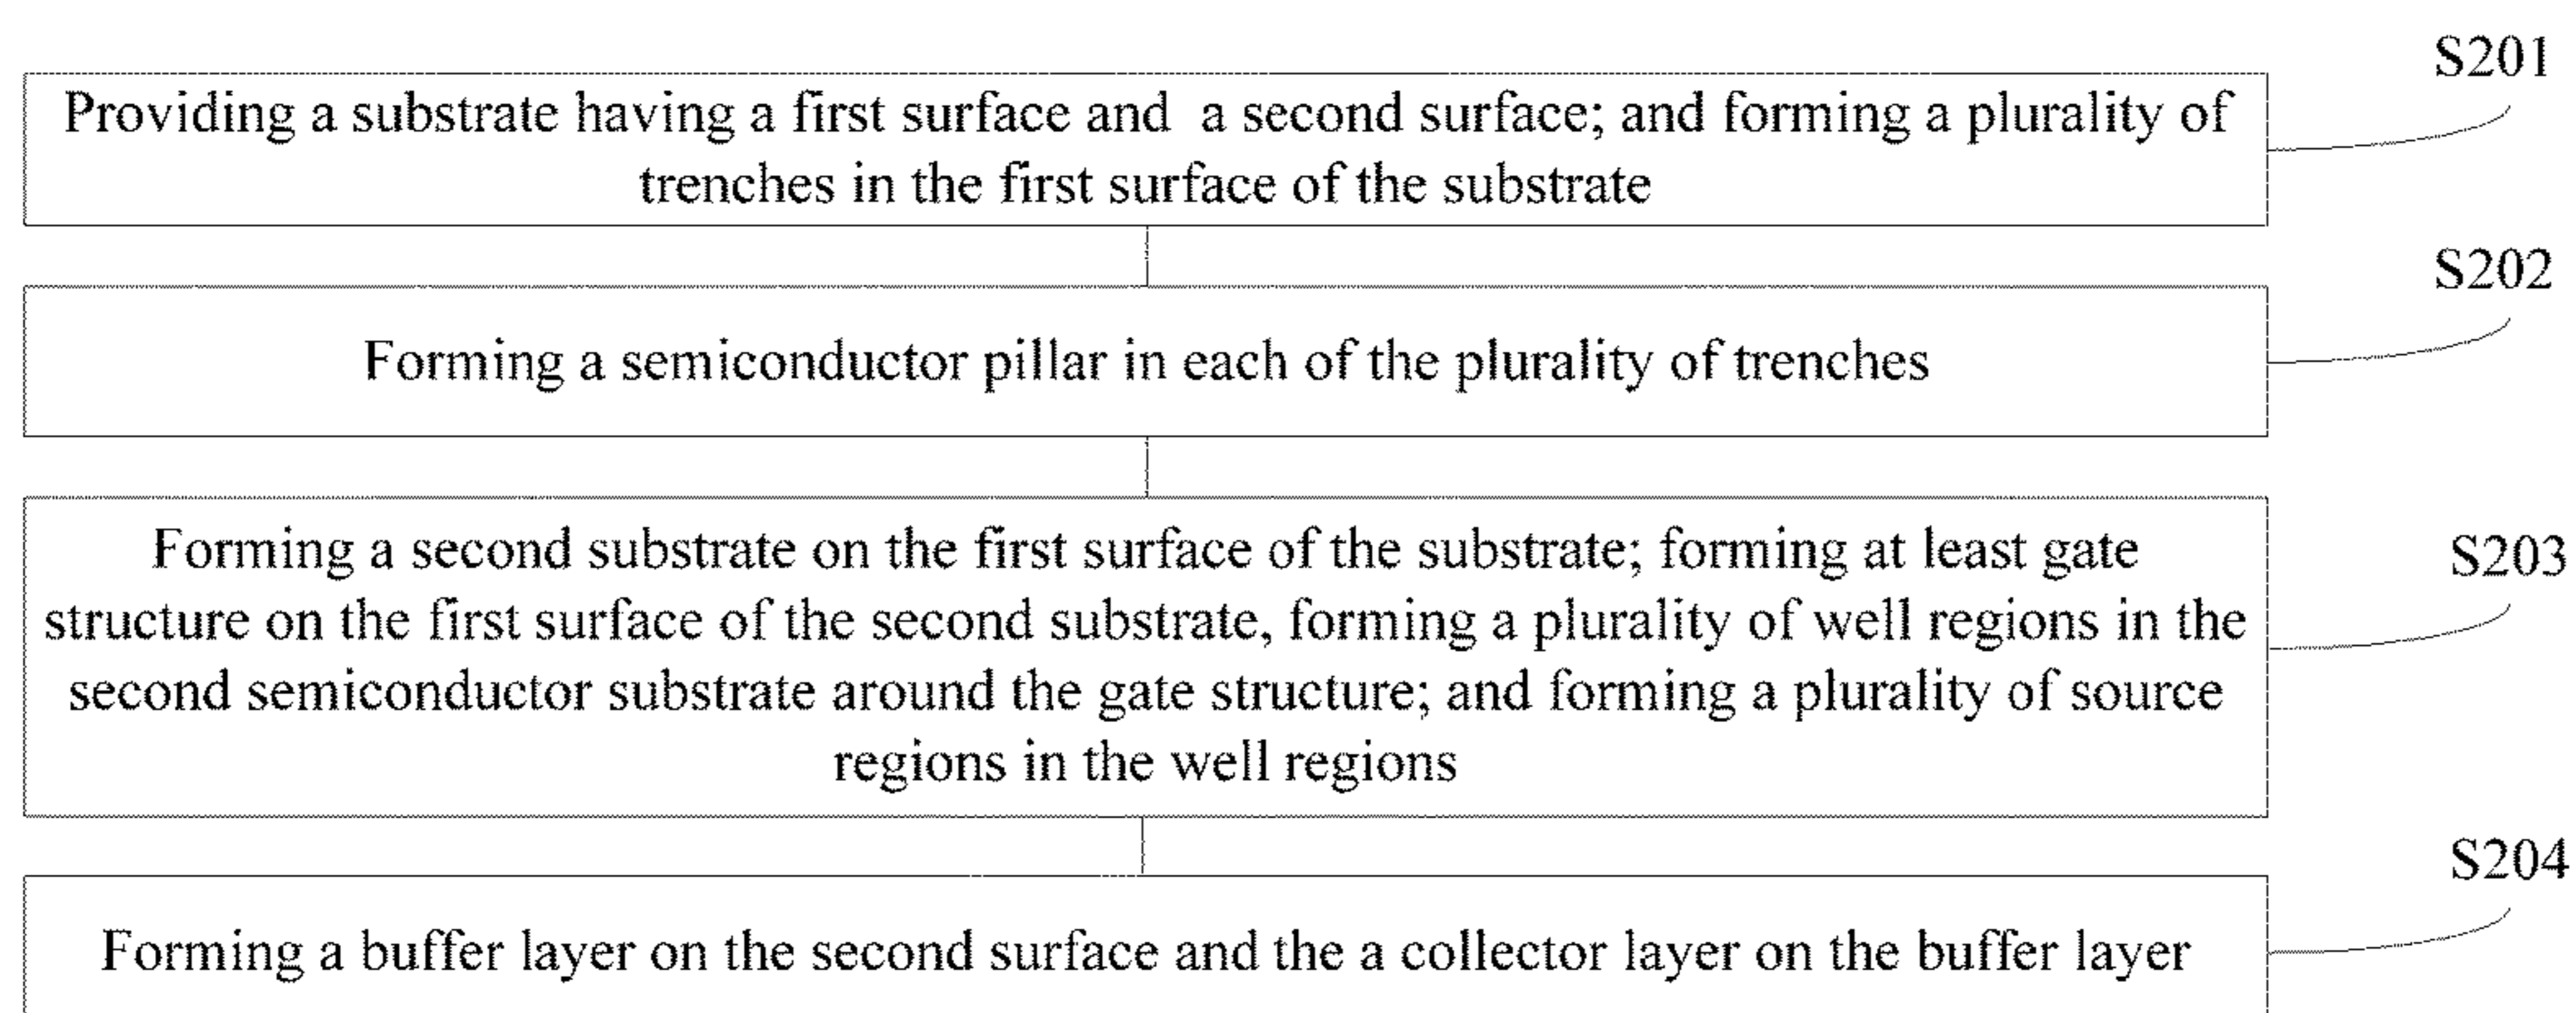 S201
Providing a substrate having a first surface and a second surface; and forming a plurality of
trenches in the first surface of the substrate
S202
Forming a semiconductor pillar in each of the plurality of trenches
S203
Forming a second substrate on the first surface of the substrate; forming at least gate
structure on the first surface of the second substrate, forming a plurality of well regions in the
second semiconductor substrate around the gate structure; and forming a plurality of source
regions in the well regions
S204
Forming a buffer layer on the second surface and the a collector layer on the buffer layer